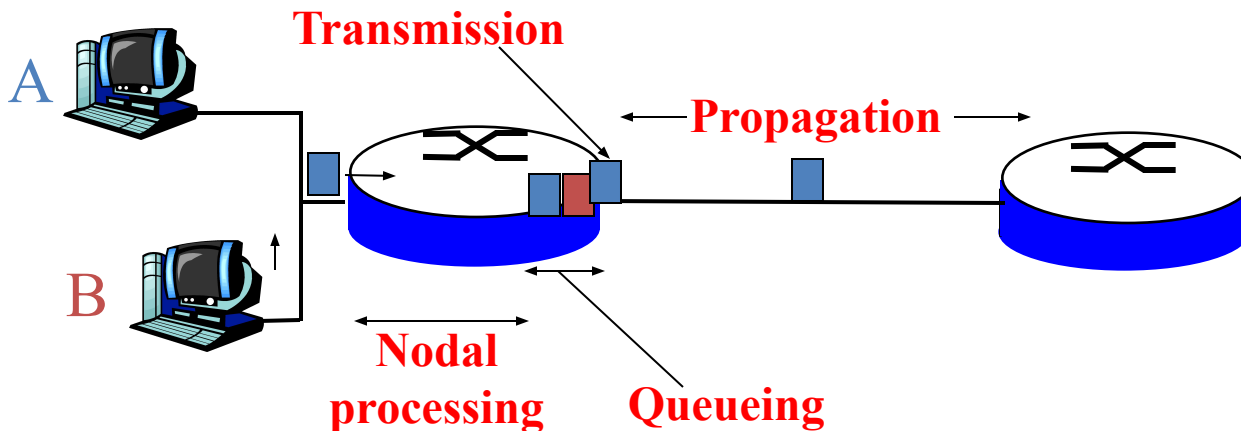 Transmission
A
Propagation
B
Nodal
processing
Queueing